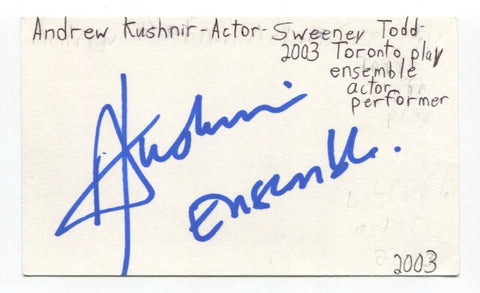 Andrew Kushnir-Actor-Sweeney Todd-
2003 Toronto play
ensemble
actor
performer
AKushnir
Ensemble.
2003